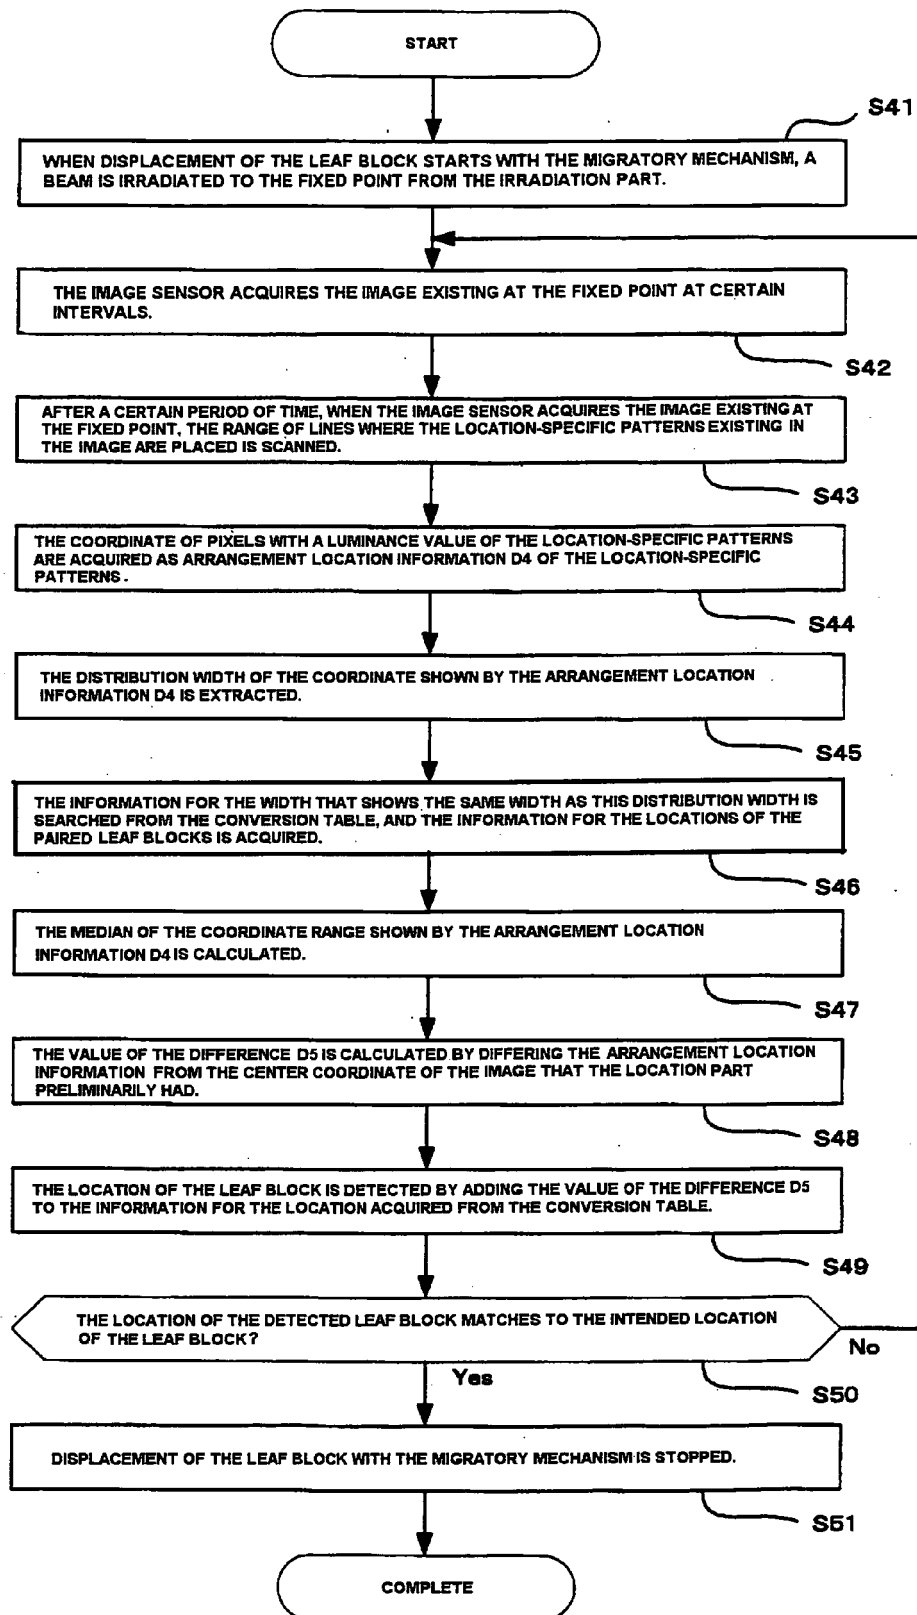 START
S41
WHEN DISPLACEMENT OF THE LEAF BLOCK STARTS WITH THE MIGRATORY MECHANISM, A
BEAM IS IRRADIATED TO THE FIXED POINT FROM THE IRRADIATION PART.
THE IMAGE SENSOR ACQUIRES THE IMAGE EXISTING AT THE FIXED POINT AT CERTAIN
INTERVALS.
S42
AFTER A CERTAIN PERIOD OF TIME, WHEN THE IMAGE SENSOR ACQUIRES THE IMAGE EXISTING AT
THE FIXED POINT, THE RANGE OF LINES WHERE THE LOCATION-SPECIFIC PATTERNS EXISTING IN
THE IMAGE ARE PLACED IS SCANNED.
S43
THE COORDINATE OF PIXELS WITH A LUMINANCE VALUE OF THE LOCATION-SPECIFIC PATTERNS
ARE ACQUIRED AS ARRANGEMENT LOCATION INFORMATION D4 OF THE LOCATION-SPECIFIC
PATTERNS.
S44
THE DISTRIBUTION WIDTH OF THE COORDINATE SHOWN BY THE ARRANGEMENT LOCATION
INFORMATION D4 IS EXTRACTED.
S45
THE INFORMATION FOR THE WIDTH THAT SHOWS THE SAME WIDTH AS THIS DISTRIBUTION WIDTH IS
SEARCHED FROM THE CONVERSION TABLE, AND THE INFORMATION FOR THE LOCATIONS OF THE
PAIRED LEAF BLOCKS IS ACQUIRED.
S46
THE MEDIAN OF THE COORDINATE RANGE SHOWN BY THE ARRANGEMENT LOCATION
INFORMATION D4 IS CALCULATED.
S47
THE VALUE OF THE DIFFERENCE D5 IS CALCULATED BY DIFFERING THE ARRANGEMENT LOCATION
INFORMATION FROM THE CENTER COORDINATE OF THE IMAGE THAT THE LOCATION PART
PRELIMINARILY HAD.
S48
THE LOCATION OF THE LEAF BLOCK IS DETECTED BY ADDING THE VALUE OF THE DIFFERENCE D5
TO THE INFORMATION FOR THE LOCATION ACQUIRED FROM THE CONVERSION TABLE.
S49
THE LOCATION OF THE DETECTED LEAF BLOCK MATCHES TO THE INTENDED LOCATION
OF THE LEAF BLOCK?
No
Yes
S50
DISPLACEMENT OF THE LEAF BLOCK WITH THE MIGRATORY MECHANISM IS STOPPED.
S51
COMPLETE